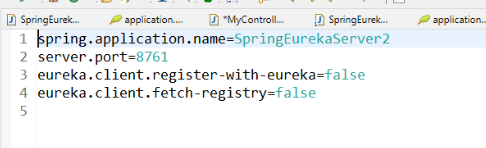 SpringEurek... application.... *MyControll... SpringEurek... application....
1 spring.application.name=SpringEurekaServer2
2 server.port=8761
3 eureka.client.register-with-eureka=false
4 eureka.client.fetch-registry=false
5